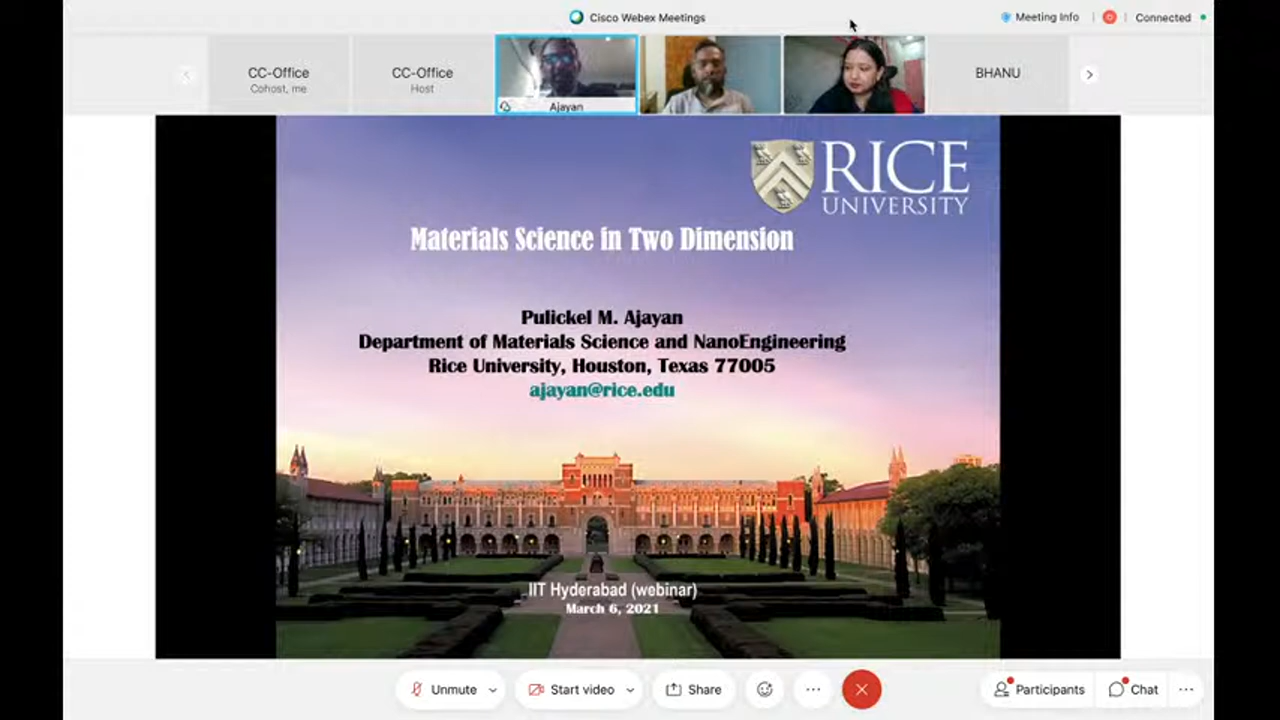 Cisco Webex Meetings
Meeting Info
Connected
CC-Office
Cohost, me
CC-Office
Host
Ajayan
BHANU
RICE
UNIVERSITY
Materials Science in Two Dimension
Pulickel M. Ajayan
Department of Materials Science and NanoEngineering
Rice University, Houston, Texas 77005
ajayan@rice.edu
IIT Hyderabad (webinar)
March 6, 2021
Unmute
Start video
Share
Participants
Chat